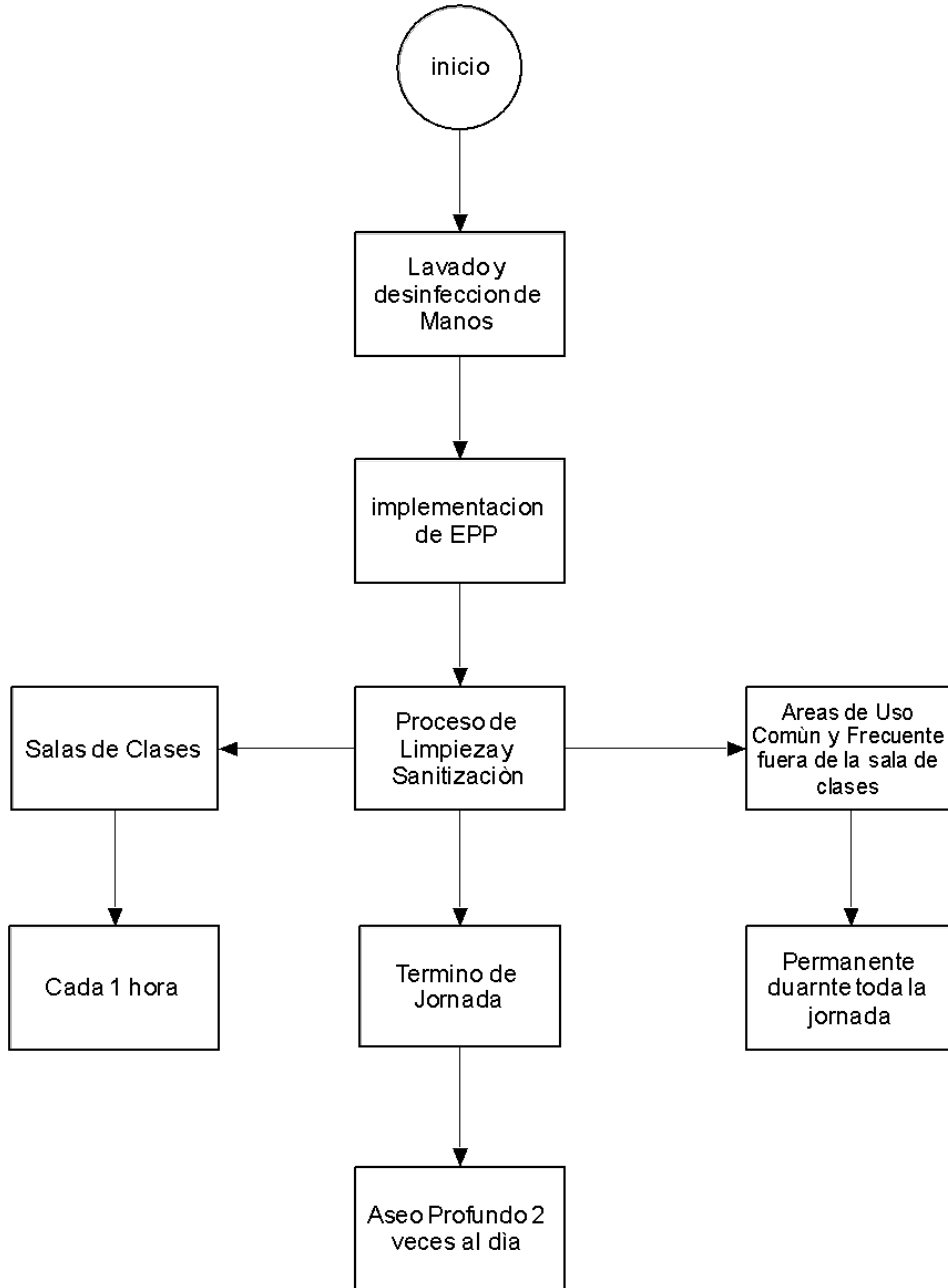 inicio
Lavado y
desinfeccion de
Manos
implementacion
de EPP
Salas de Clases
Proceso de
Limpieza y
Sanitizaciòn
Areas de Uso
Comùn y Frecuente
fuera de la sala de
clases
Cada 1 hora
Termino de
Jornada
Permanente
duarnte toda la
jornada
Aseo Profundo 2
veces al dìa